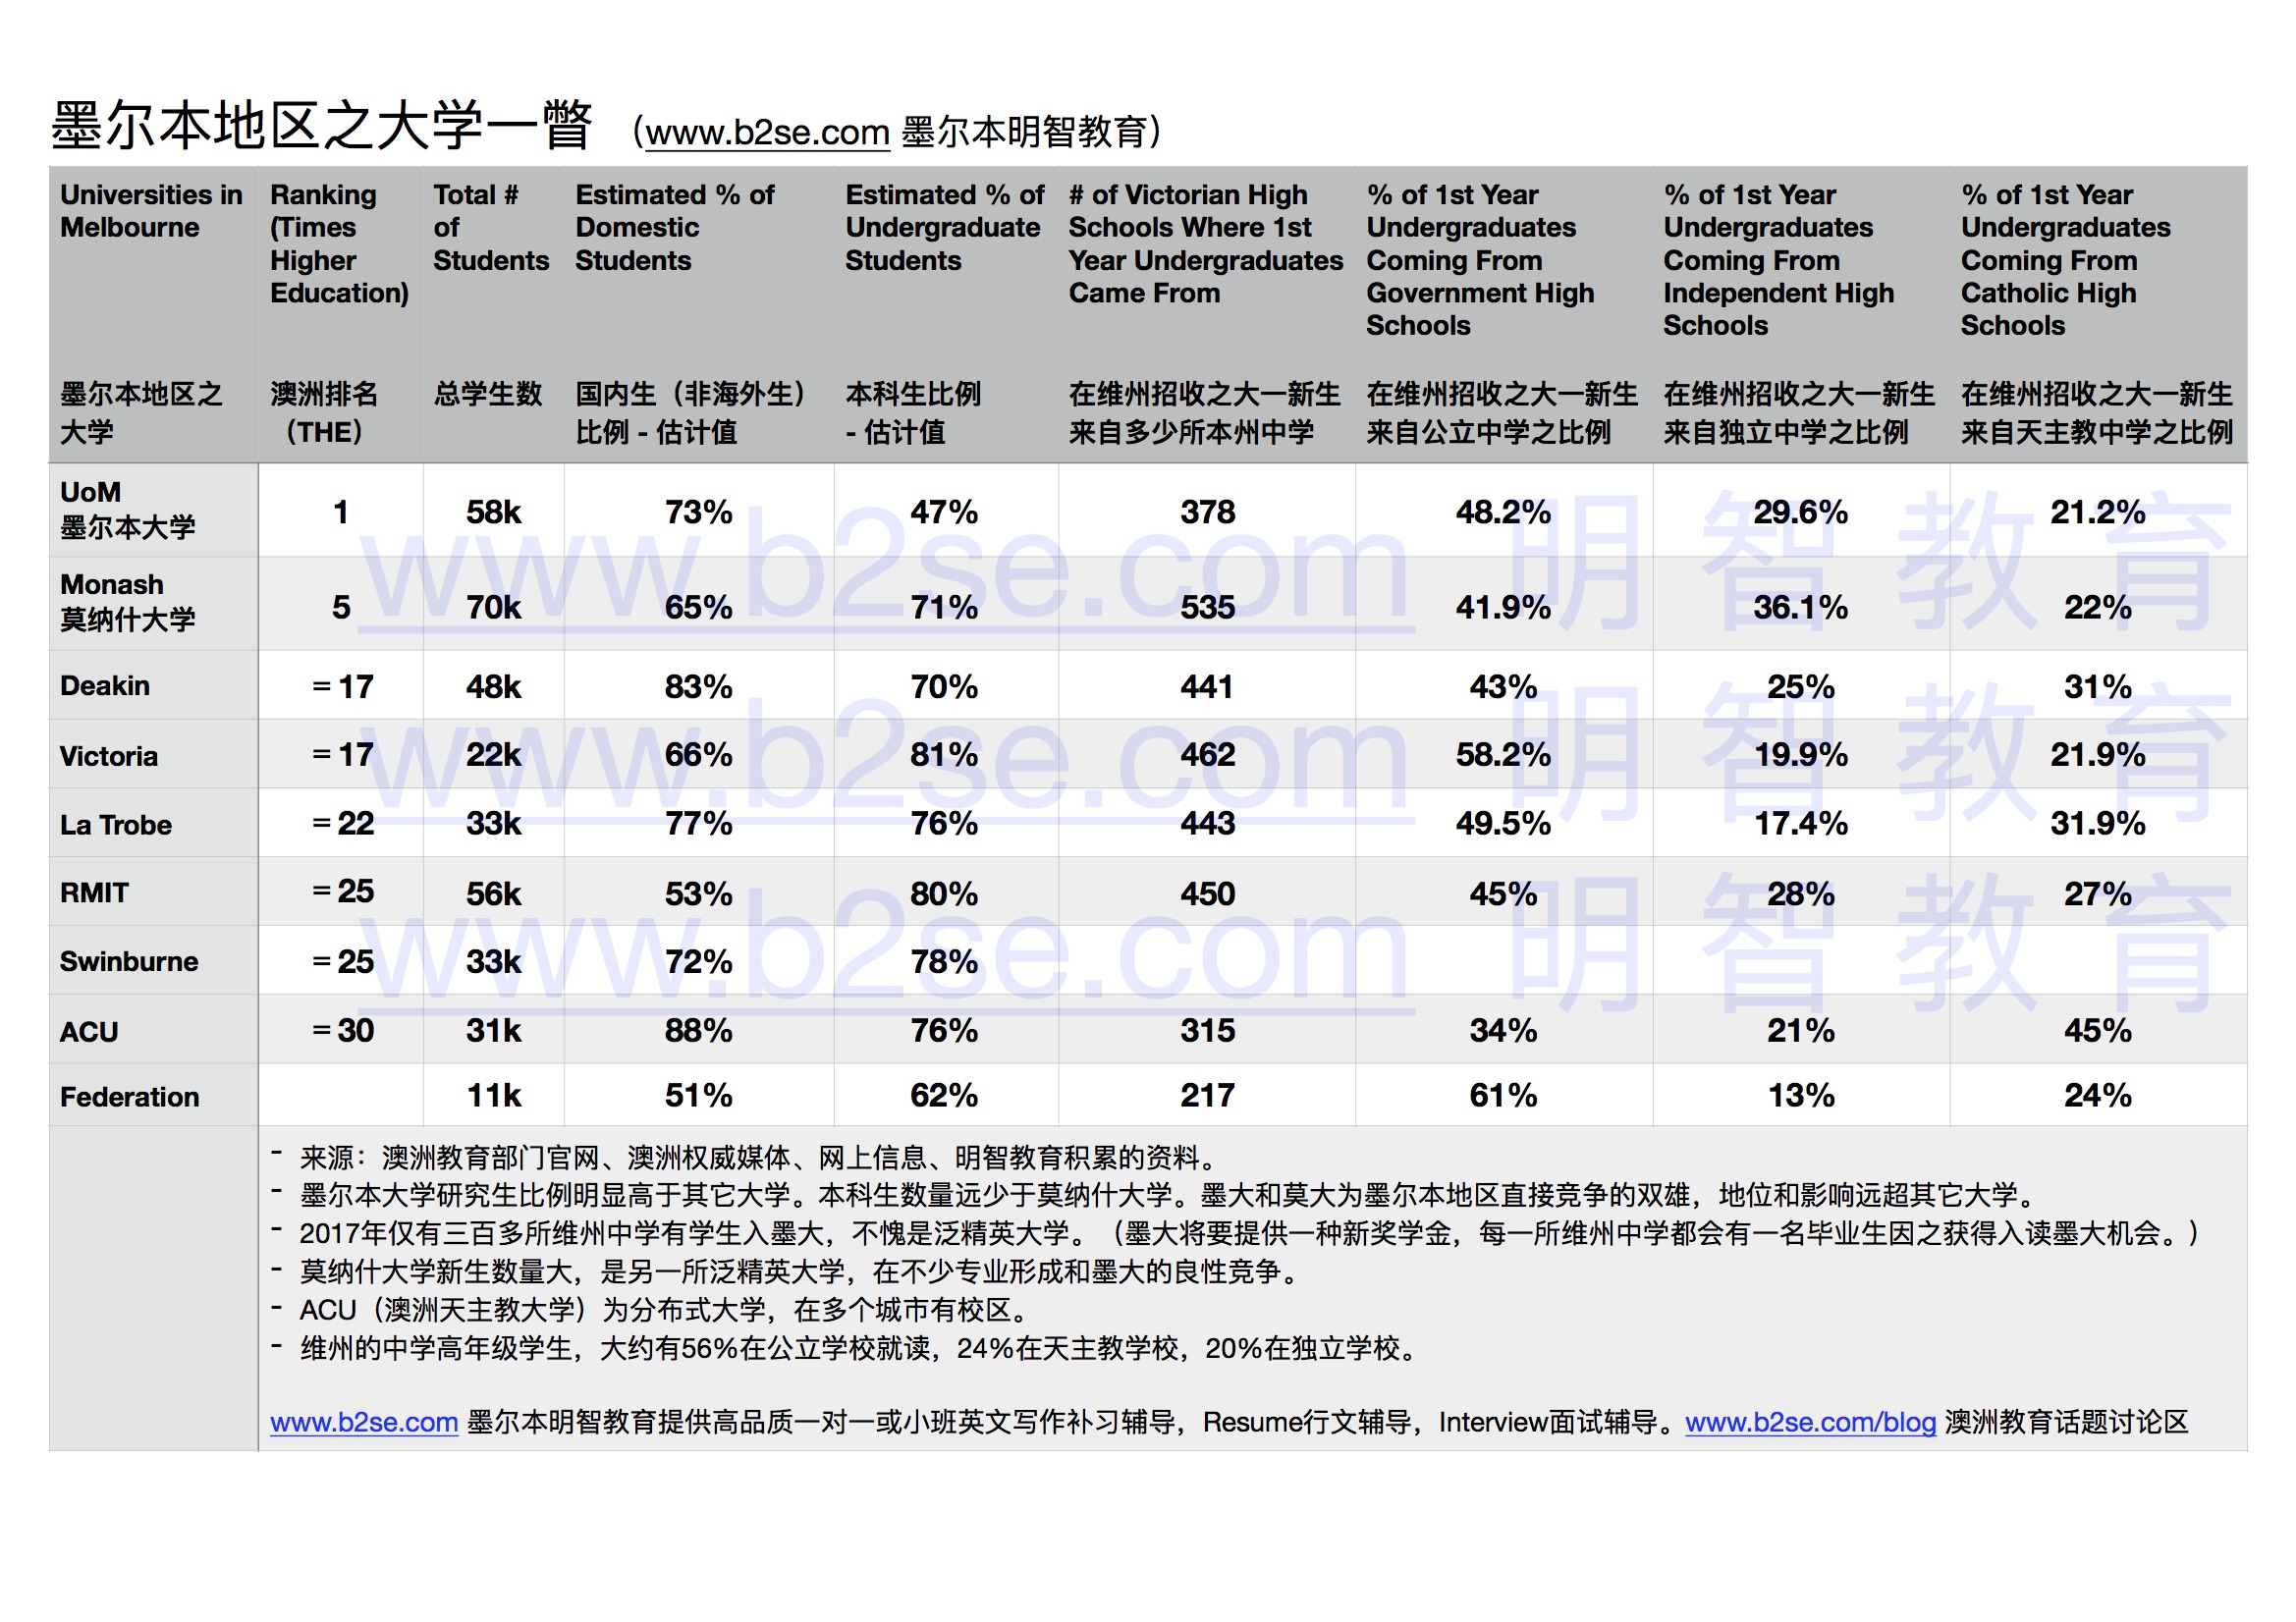 墨尔本地区之大学一瞥 （www.b2se.com 墨尔本明智教育）
Universities in Melbourne
Ranking (Times Higher Education)
Total # of Students
Estimated % of Domestic Students
Estimated % of Undergraduate Students
# of Victorian High Schools Where 1st Year Undergraduates Came From
% of 1st Year Undergraduates Coming From Government High Schools
% of 1st Year Undergraduates Coming From Independent High Schools
% of 1st Year Undergraduates Coming From Catholic High Schools
墨尔本地区之大学
澳洲排名（THE）
总学生数
国内生（非海外生）比例 - 估计值
本科生比例 - 估计值
在维州招收之大一新生来自多少所本州中学
在维州招收之大一新生来自公立中学之比例
在维州招收之大一新生来自独立中学之比例
在维州招收之大一新生来自天主教中学之比例
UoM 墨尔本大学 1 58k 73% 47% 378 48.2% 29.6% 21.2%
Monash 莫纳什大学 5 70k 65% 71% 535 41.9% 36.1% 22%
Deakin = 17 48k 83% 70% 441 43% 25% 31%
Victoria = 17 22k 66% 81% 462 58.2% 19.9% 21.9%
La Trobe = 22 33k 77% 76% 443 49.5% 17.4% 31.9%
RMIT = 25 56k 53% 80% 450 45% 28% 27%
Swinburne = 25 33k 72% 78%
ACU = 30 31k 88% 76% 315 34% 21% 45%
Federation 11k 51% 62% 217 61% 13% 24%
www.b2se.com 明智教育
www.b2se.com 明智教育
www.b2se.com 明智教育
- 来源：澳洲教育部门官网、澳洲权威媒体、网上信息、明智教育积累的资料。
- 墨尔本大学研究生比例明显高于其它大学。本科生数量远少于莫纳什大学。墨大和莫大为墨尔本地区直接竞争的双雄，地位和影响远超其它大学。
- 2017年仅有三百多所维州中学有学生入墨大，不愧是泛精英大学。（墨大将要提供一种新奖学金，每一所维州中学都会有一名毕业生因之获得入读墨大机会。）
- 莫纳什大学新生数量大，是另一所泛精英大学，在不少专业形成和墨大的良性竞争。
- ACU（澳洲天主教大学）为分布式大学，在多个城市有校区。
- 维州的中学高年级学生，大约有56%在公立学校就读，24%在天主教学校，20%在独立学校。
www.b2se.com 墨尔本明智教育提供高品质一对一或小班英文写作补习辅导，Resume行文辅导，Interview面试辅导。www.b2se.com/blog 澳洲教育话题讨论区